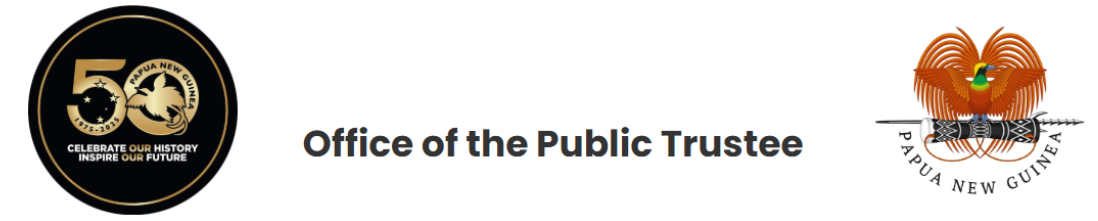 50
PAPUA NEW GUINEA
1975-2025
CELEBRATE OUR HISTORY
INSPIRE OUR FUTURE
Office of the Public Trustee
PAPUA NEW GUINEA